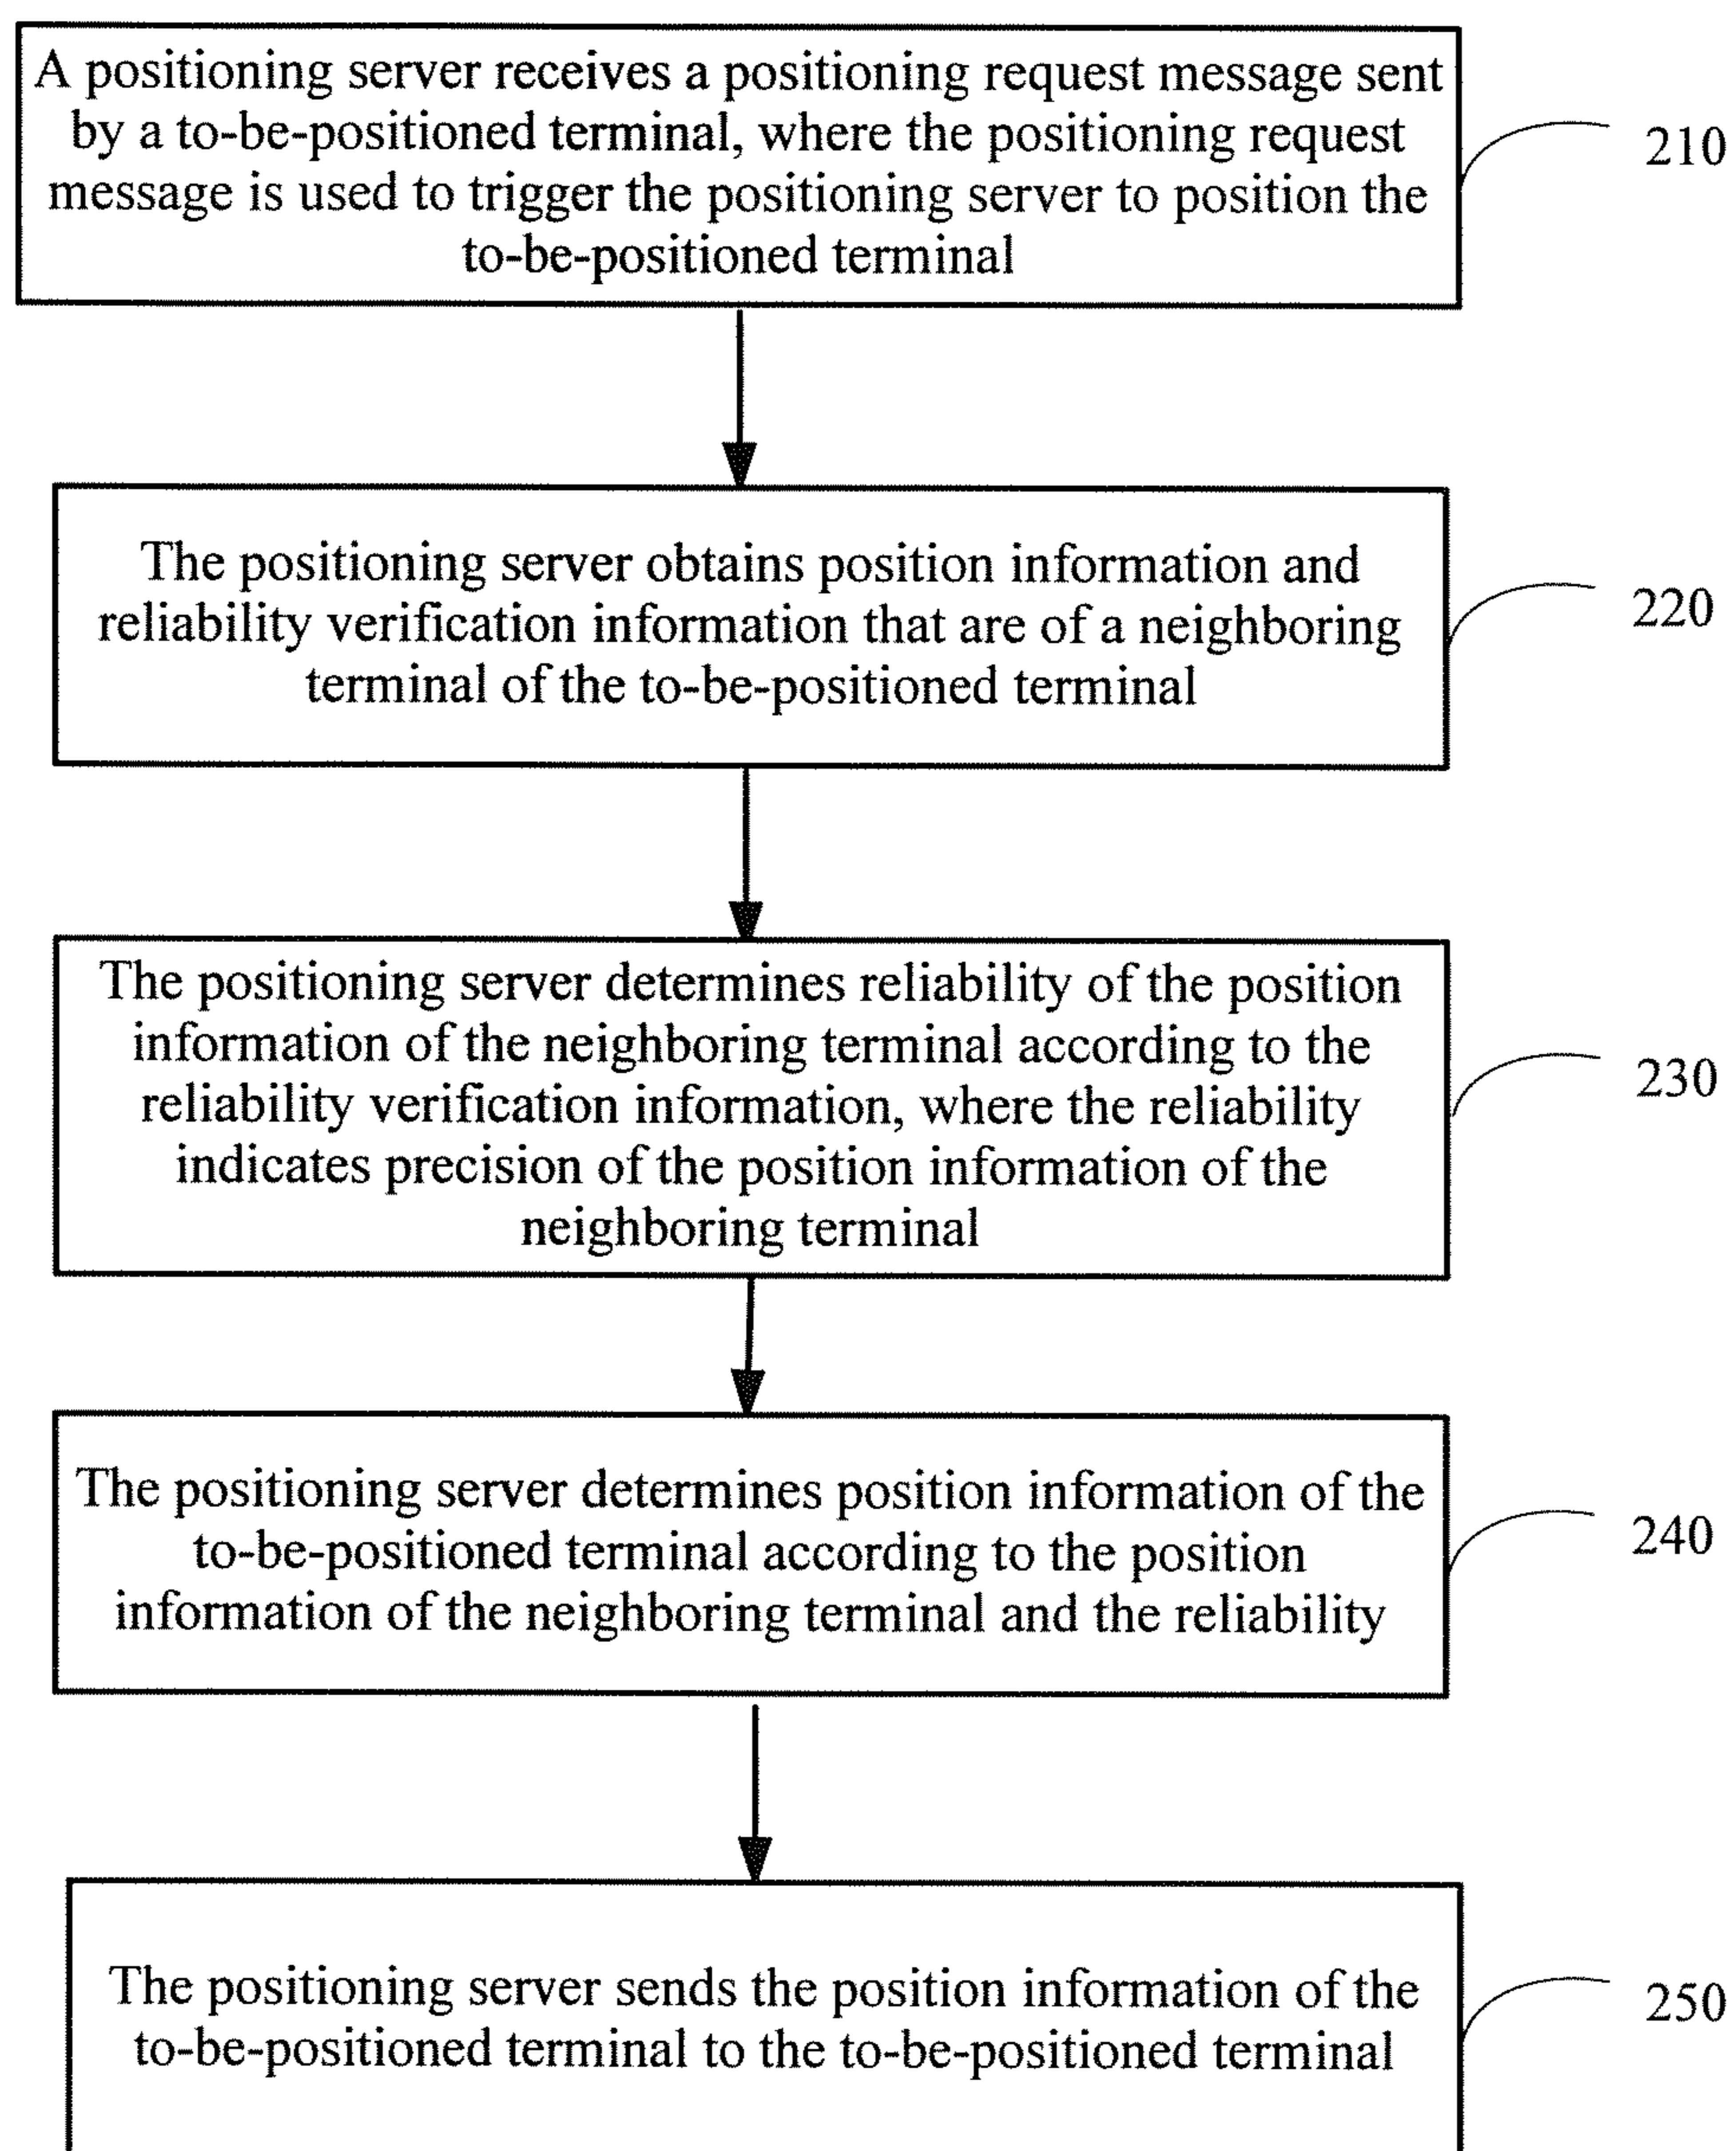 A positioning server receives a positioning request message sent
by a to-be-positioned terminal, where the positioning request
message is used to trigger the positioning server to position the
to-be-positioned terminal
210
The positioning server obtains position information and
reliability verification information that are of a neighboring
terminal of the to-be-positioned terminal
220
The positioning server determines reliability of the position
information of the neighboring terminal according to the
reliability verification information, where the reliability
indicates precision of the position information of the
neighboring terminal
230
The positioning server determines position information of the
to-be-positioned terminal according to the position
information of the neighboring terminal and the reliability
240
The positioning server sends the position information of the
to-be-positioned terminal to the to-be-positioned terminal
250